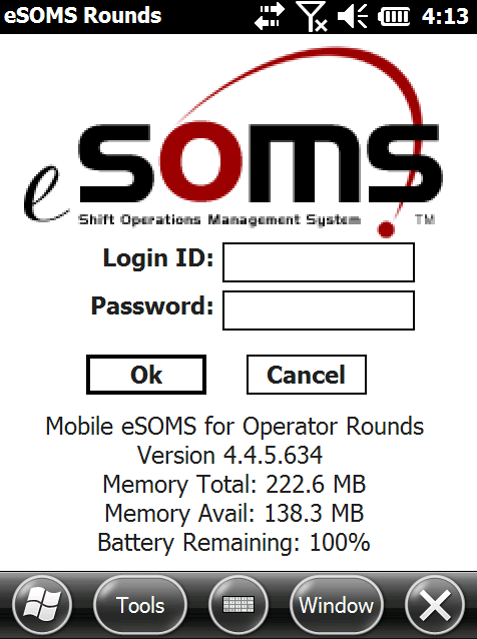 eSOMS Rounds 4:13
eSOMS
Shift Operations Management System TM
Login ID:
Password:
Ok Cancel
Mobile eSOMS for Operator Rounds
Version 4.4.5.634
Memory Total: 222.6 MB
Memory Avail: 138.3 MB
Battery Remaining: 100%
Tools Window